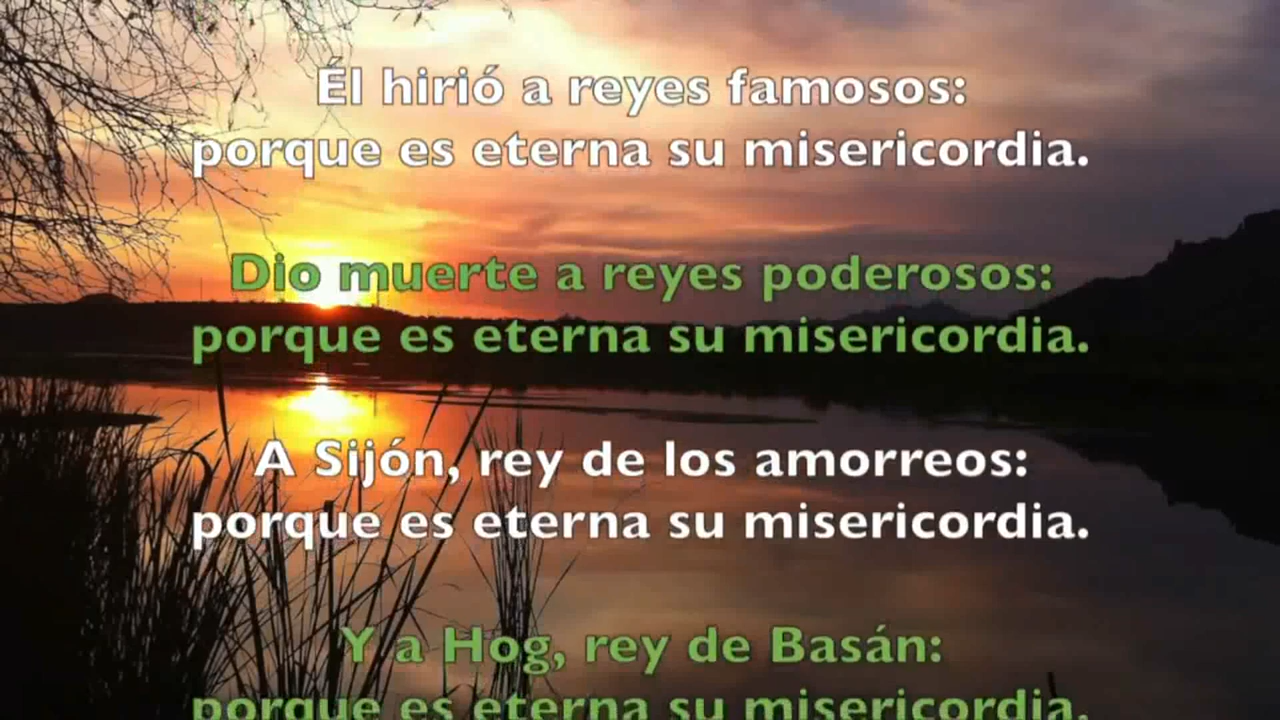 Él hirió a reyes famosos:
porque es eterna su misericordia.
Dio muerte a reyes poderosos:
porque es eterna su misericordia.
A Sijón, rey de los amorreos:
porque es eterna su misericordia.
Y a Hog, rey de Basán:
porque es eterna su misericordia.